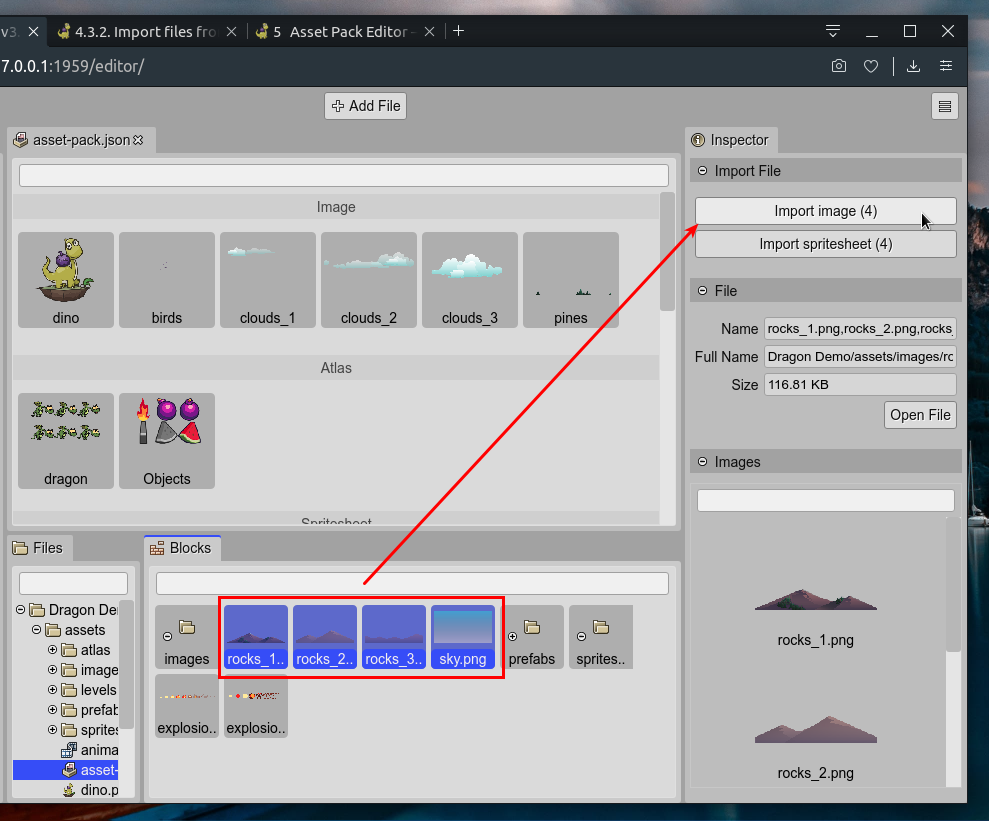 v3
4.3.2. Import files fro
5 Asset Pack Editor -
7.0.0.1:1959/editor/
Add File
asset-pack.json
Inspector
Import File
Image
Import image (4)
Import spritesheet (4)
dino
birds
clouds_1
clouds_2
clouds_3
pines
File
Name
rocks_1.png,rocks_2.png,rocks_
Full Name
Dragon Demo/assets/images/rc
Size
116.81 KB
Open File
Atlas
dragon
Objects
Spritesheet
Images
rocks_1.png
rocks_2.png
Files
Blocks
Dragon De
assets
atlas
image
levels
prefab
sprites
anima
asset-
dino.p
images
rocks_1..
rocks_2..
rocks_3..
sky.png
prefabs
sprites..
explosio..
explosio..